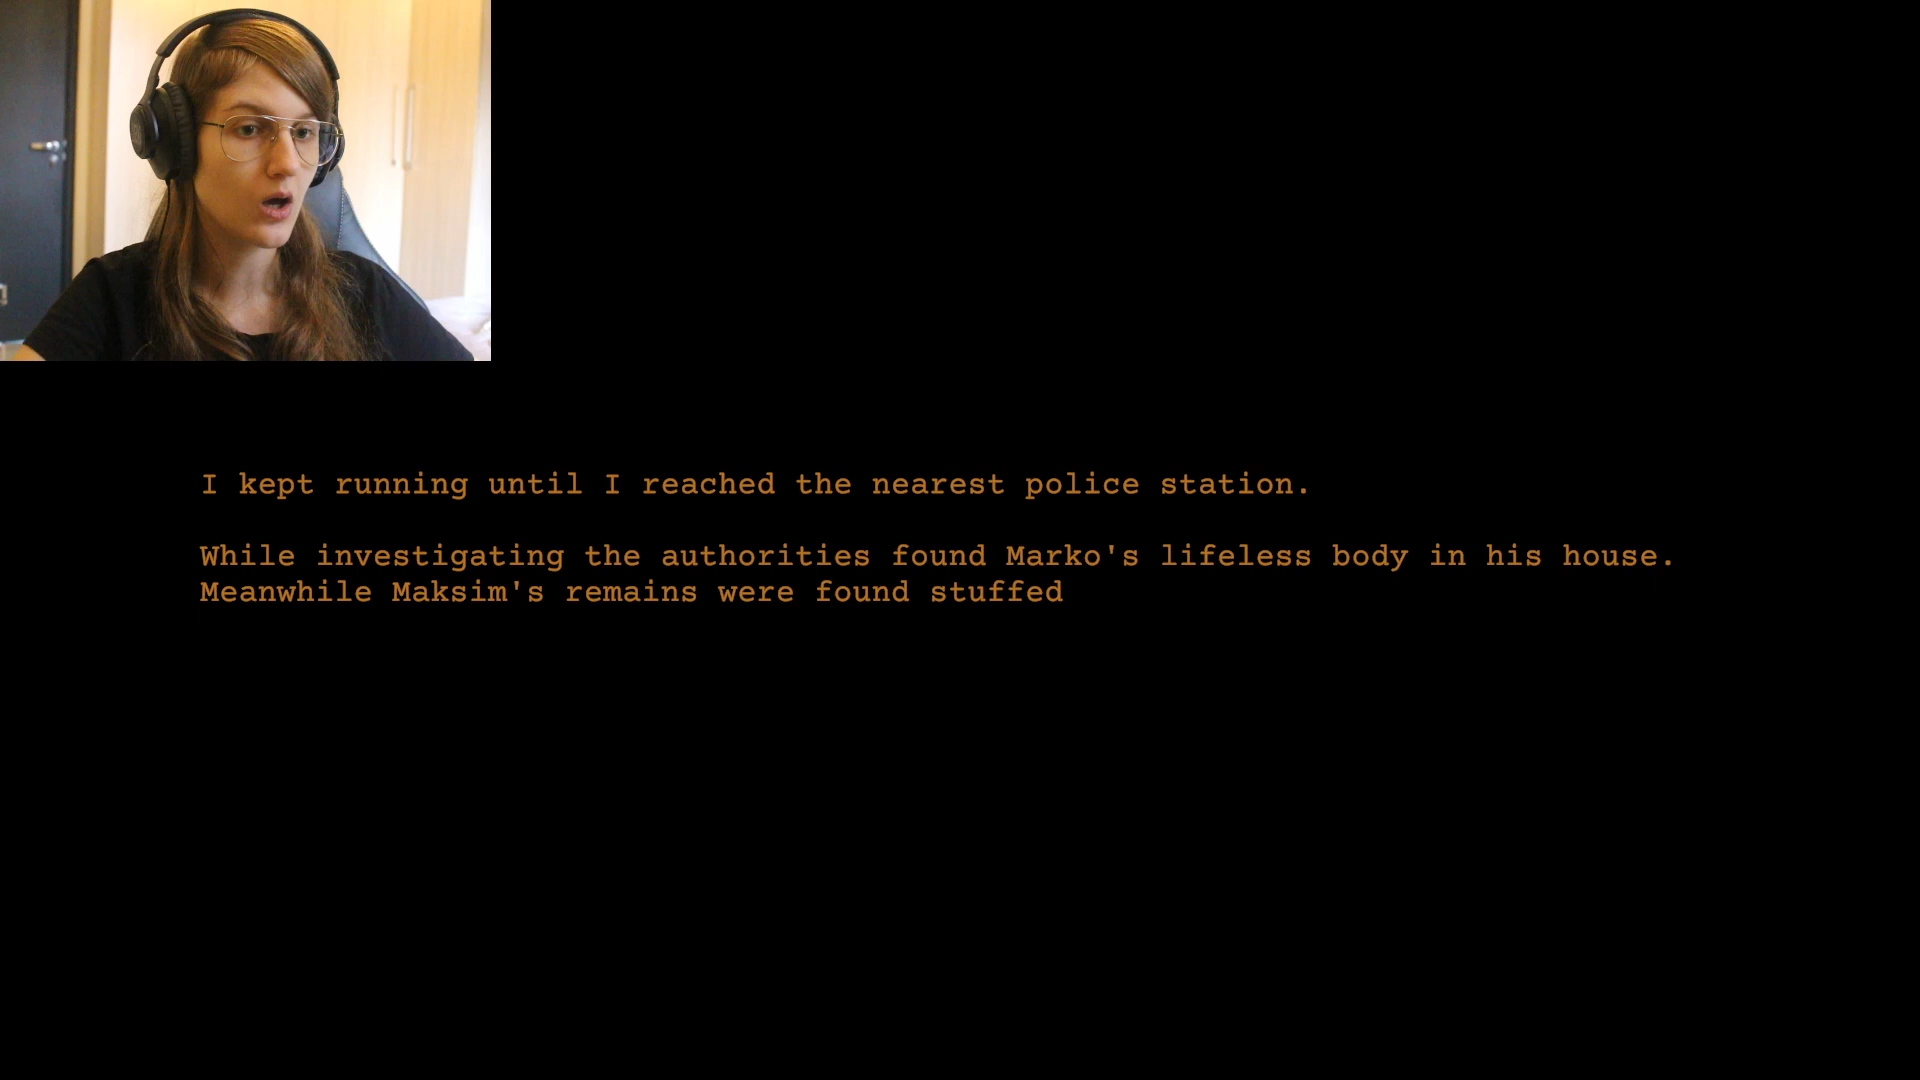 I kept running until I reached the nearest police station.
While investigating the authorities found Marko's lifeless body in his house.
Meanwhile Maksim's remains were found stuffed